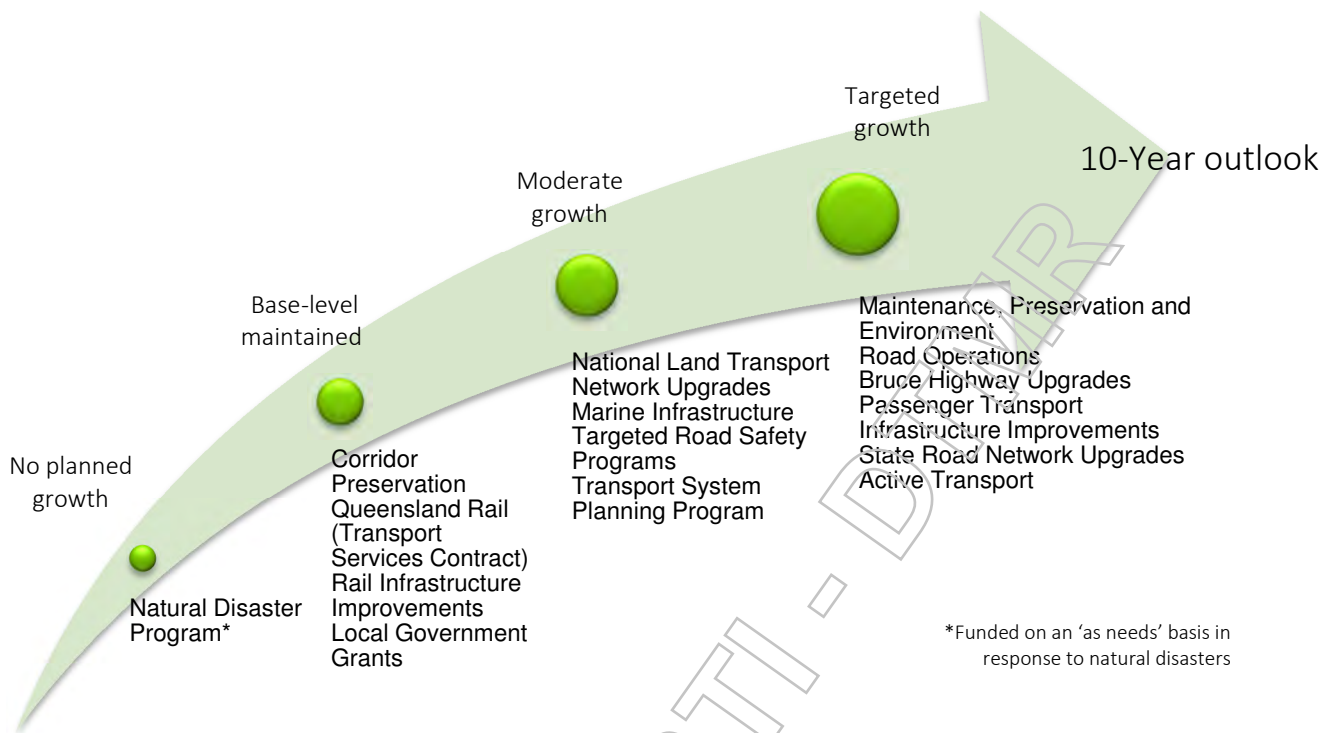 Targeted
growth
10-Year outlook
Moderate
growth
Base-level
maintained
No planned
growth
Natural Disaster
Program*
Corridor
Preservation
Queensland Rail
(Transport
Services Contract)
Rail Infrastructure
Improvements
Local Government
Grants
National Land Transport
Network Upgrades
Marine Infrastructure
Targeted Road Safety
Programs
Transport System
Planning Program
Maintenance, Preservation and
Environment
Road Operations
Bruce Highway Upgrades
Passenger Transport
Infrastructure Improvements
State Road Network Upgrades
Active Transport
*Funded on an ‘as needs’ basis in
response to natural disasters
RTI - DTMR